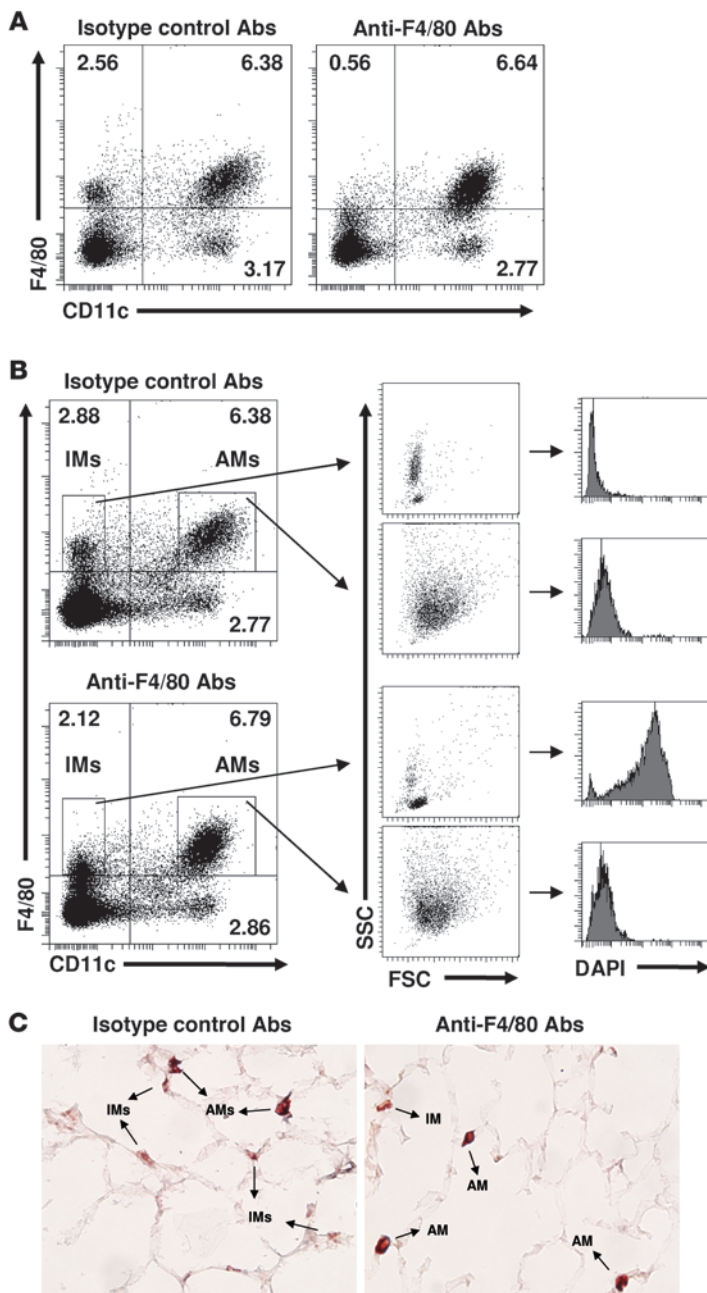 A
Isotype control Abs
Anti-F4/80 Abs
2.56
6.38
0.56
6.64
3.17
2.77
F4/80
CD11c
B
Isotype control Abs
2.88
6.38
IMs
AMs
2.77
Anti-F4/80 Abs
2.12
6.79
IMs
AMs
2.86
F4/80
CD11c
SSC
FSC
DAPI
C
Isotype control Abs
Anti-F4/80 Abs
IMs
AMs
IMs
IM
AM
AM
AM